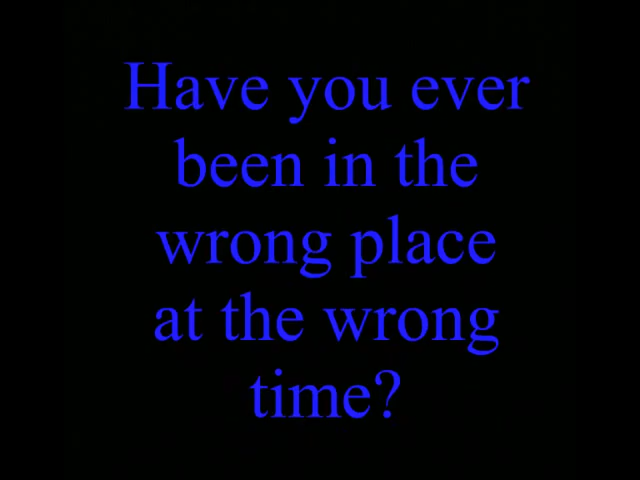 Have you ever
been in the
wrong place
at the wrong
time?